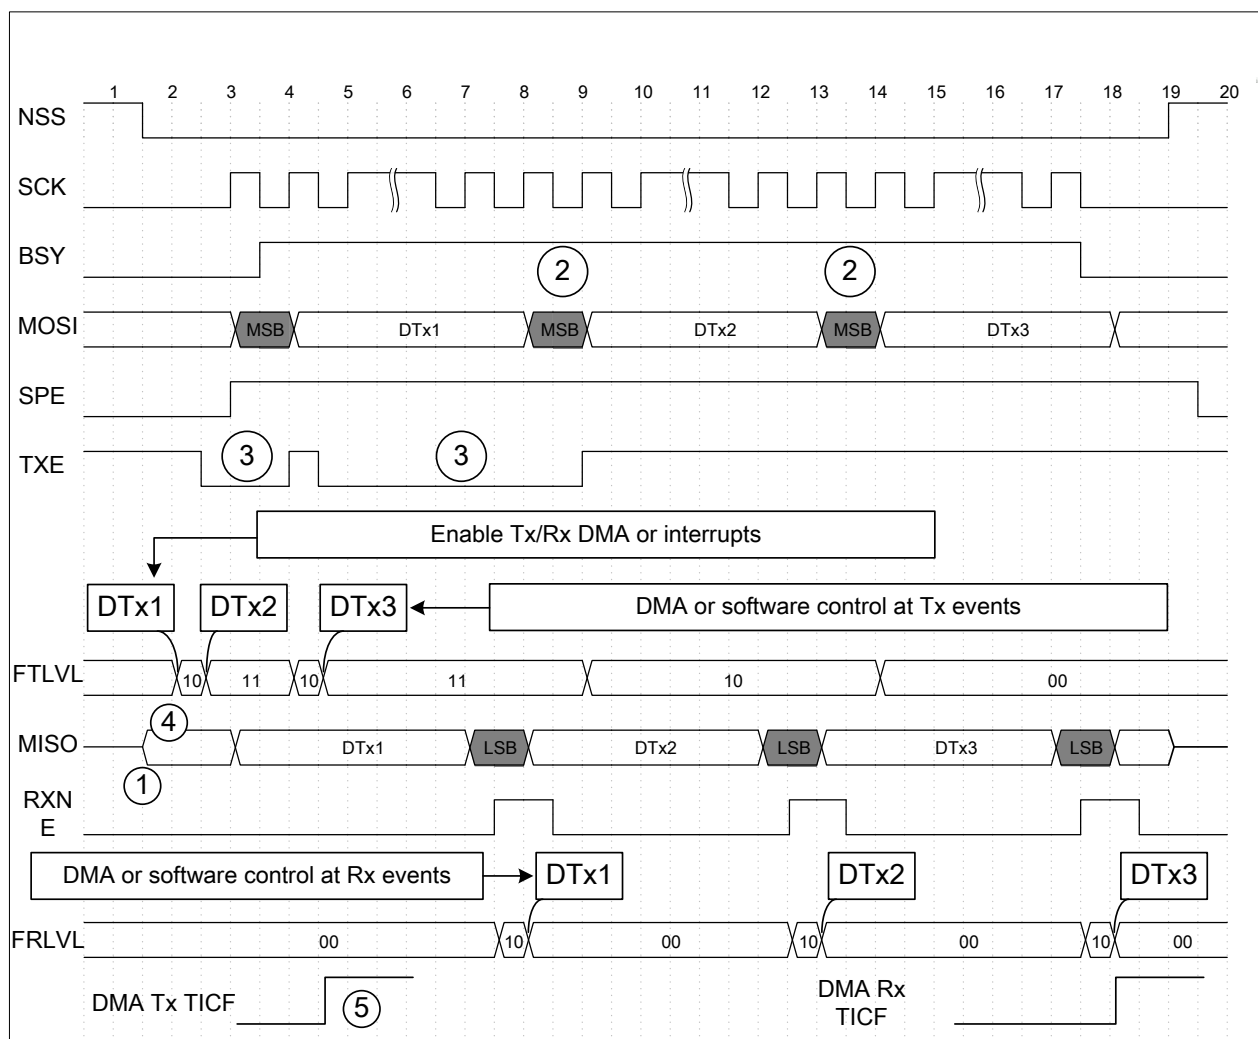 1 2 3 4 5 6 7 8 9 10 11 12 13 14 15 16 17 18 19 20
NSS
SCK
BSY
2 2
MOSI MSB DTx1 MSB DTx2 MSB DTx3
SPE
TXE 3 3
Enable Tx/Rx DMA or interrupts
DTx1 DTx2 DTx3 DMA or software control at Tx events
FTLVL 10 11 10 11 10 00
4
MISO DTx1 LSB DTx2 LSB DTx3 LSB
1
RXN
E
DMA or software control at Rx events DTx1 DTx2 DTx3
FRLVL 00 10 00 10 00 10 00
DMA Tx TICF 5
DMA Rx
TICF